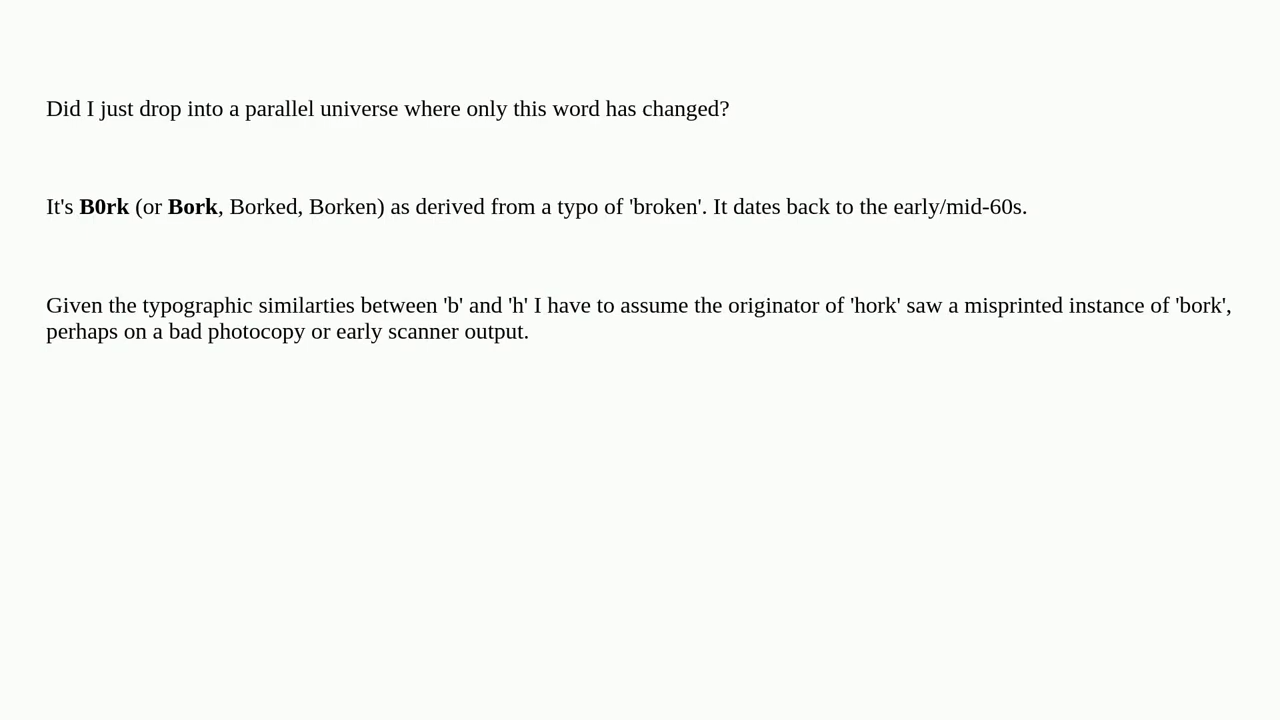 Did I just drop into a parallel universe where only this word has changed?
It's B0rk (or Bork, Borked, Borken) as derived from a typo of 'broken'. It dates back to the early/mid-60s.
Given the typographic similarties between 'b' and 'h' I have to assume the originator of 'hork' saw a misprinted instance of 'bork',
perhaps on a bad photocopy or early scanner output.